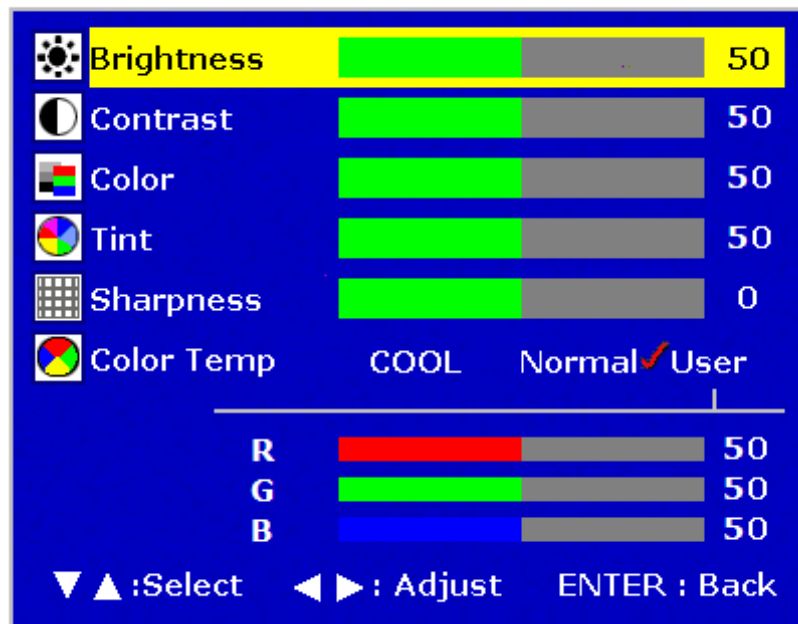 Brightness 50
Contrast 50
Color 50
Tint 50
Sharpness 0
Color Temp COOL Normal User
R 50
G 50
B 50
▼ ▲ :Select ◀ ▶ : Adjust ENTER : Back